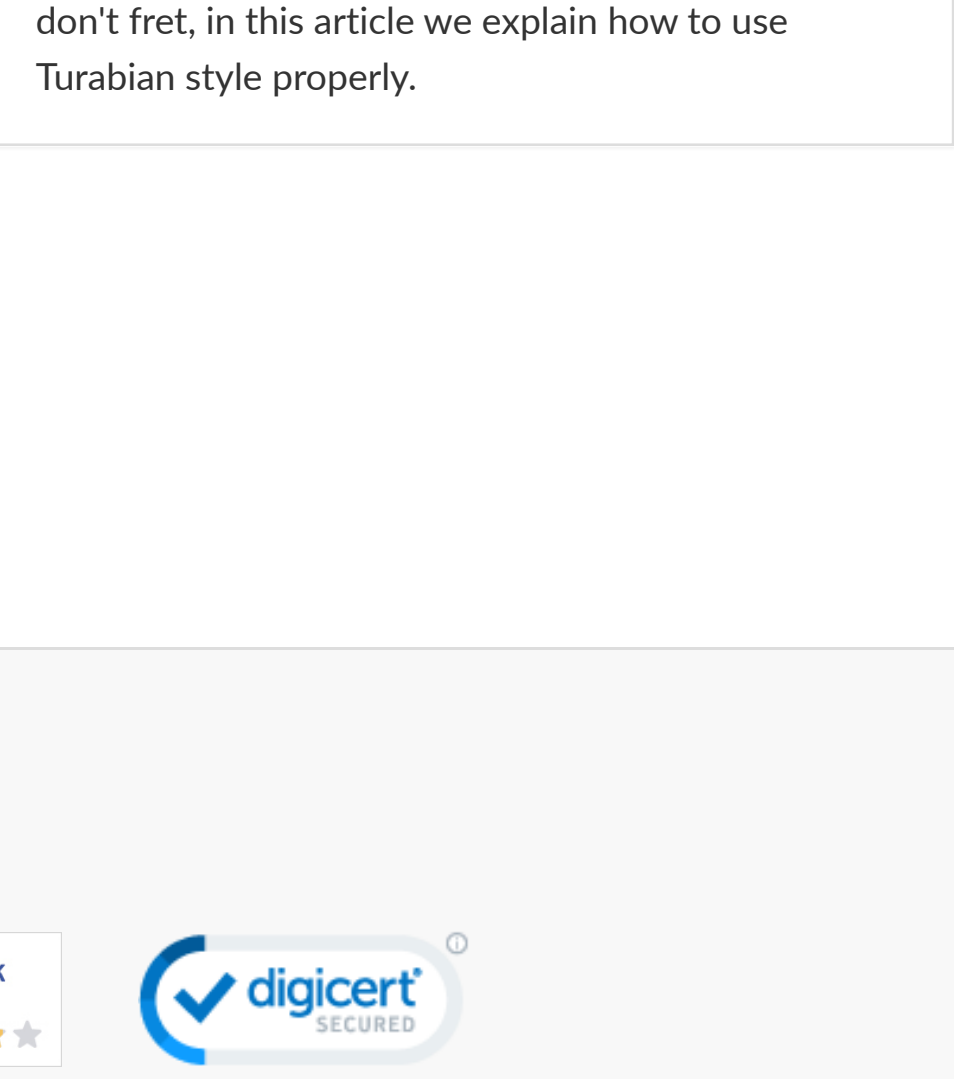 don't fret, in this article we explain how to use
Turabian style properly.
digicert®
SECURED